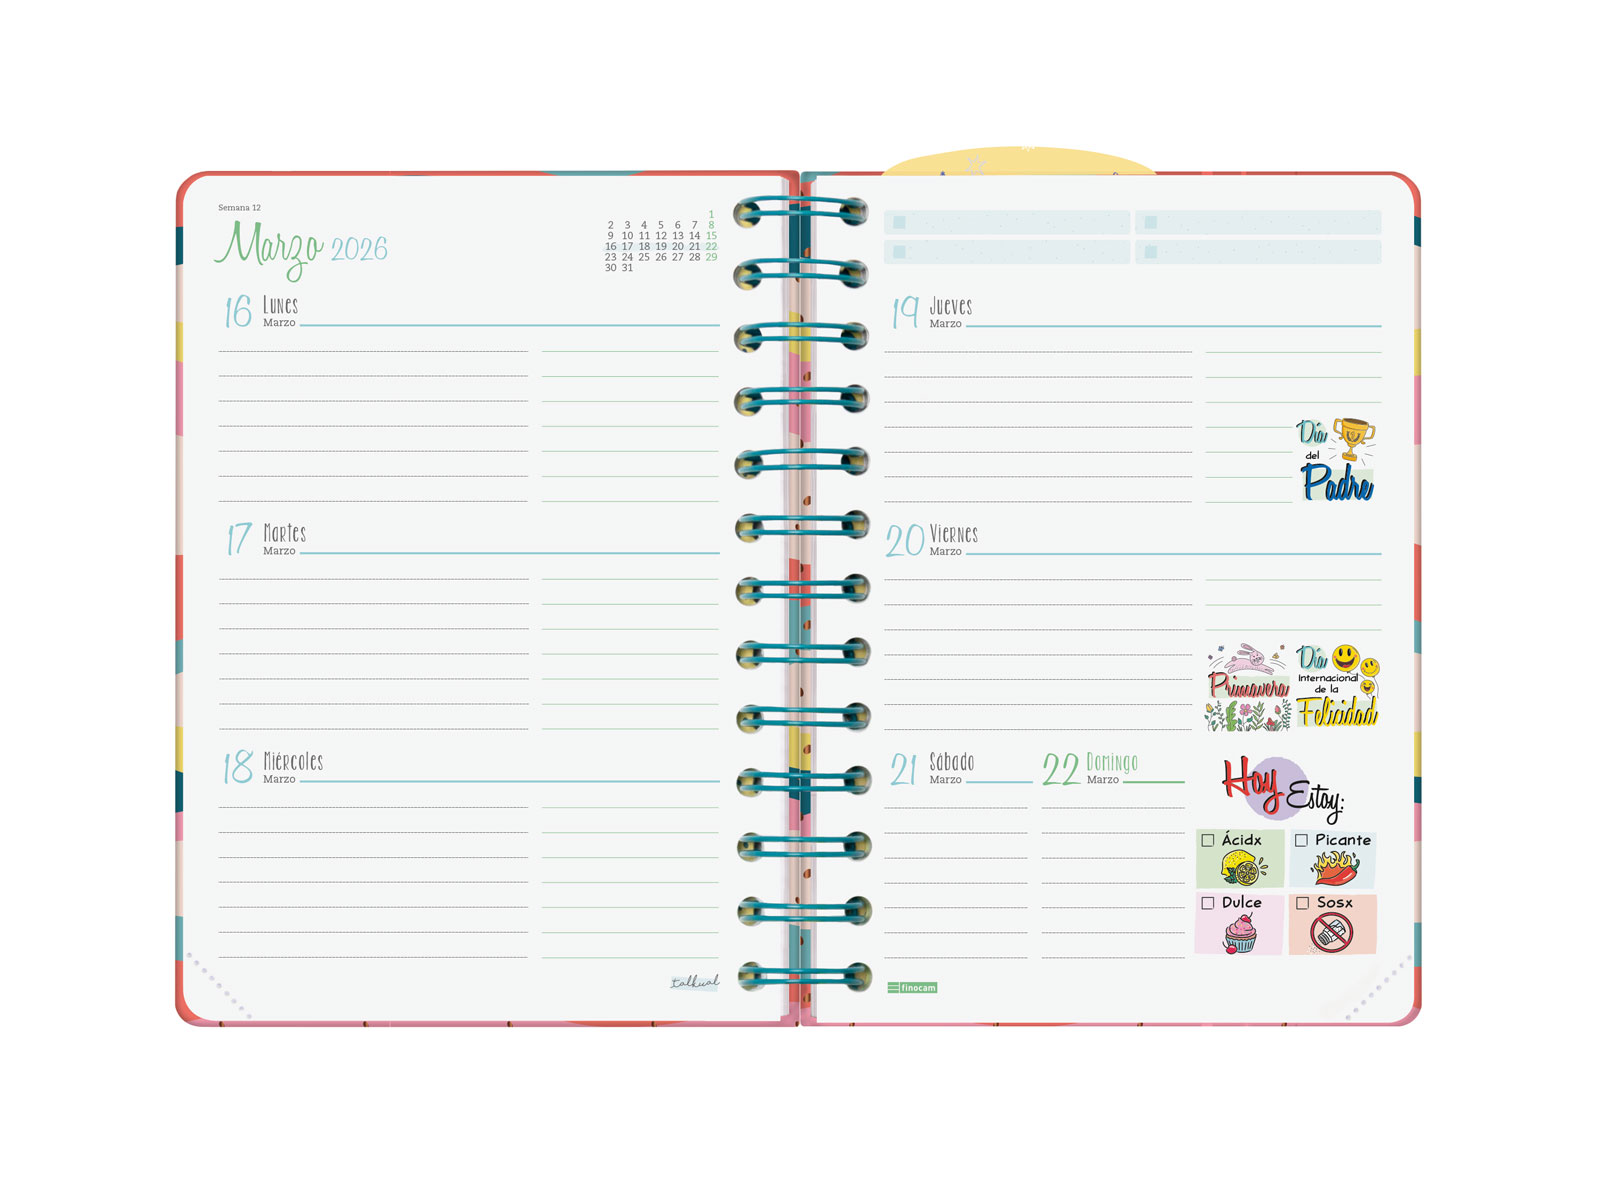 Semana 12
Marzo 2026
1
2 3 4 5 6 7 8
9 10 11 12 13 14 15
16 17 18 19 20 21 22
23 24 25 26 27 28 29
30 31
16 Lunes
Marzo
17 Martes
Marzo
18 Miércoles
Marzo
talkual
19 Jueves
Marzo
Día
del
Padre
20 Viernes
Marzo
Primavera
Día
Internacional
de la
Felicidad
21 Sábado
Marzo
22 Domingo
Marzo
Hoy Estoy:
Ácidx
Picante
Dulce
Sosx
finocam